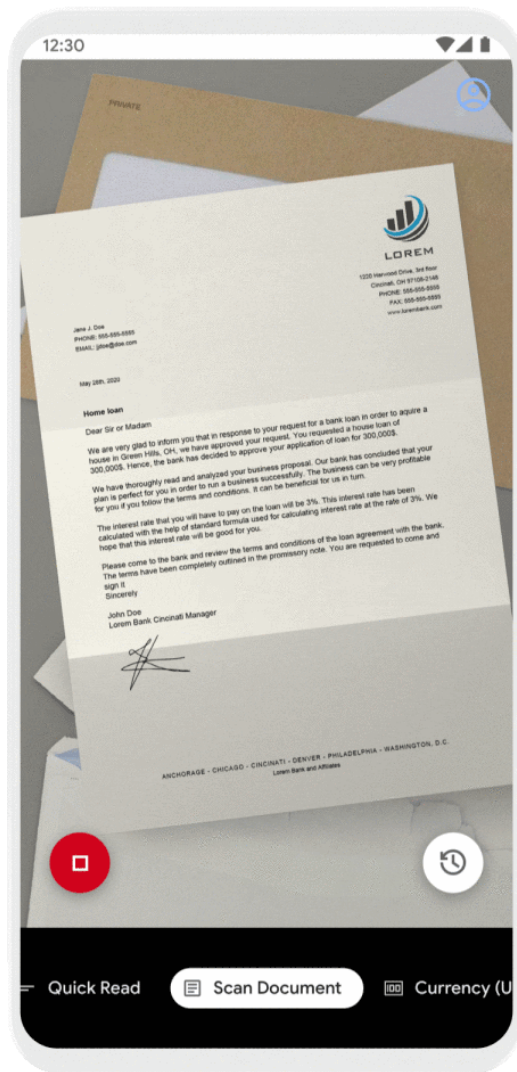 12:30
PRIVATE
LOREM
1220 Harwood Drive, 3rd floor
Cincinati, OH 97108-2146
PHONE: 555-555-5555
FAX: 555-555-5555
www.lorembank.com
Jane J. Doe
PHONE: 555-555-5555
EMAIL: jdoe@doe.com
May 28th, 2020
Home loan
Dear Sir or Madam
We are very glad to inform you that in response to your request for a bank loan in order to aquire a
house in Green Hills, OH, we have approved your request. You requested a house loan of
300,000$. Hence, the bank has decided to approve your application of loan for 300,000$.
We have thoroughly read and analyzed your business proposal. Our bank has concluded that your
plan is perfect for you in order to run a business successfully. The business can be very profitable
for you if you follow the terms and conditions. It can be beneficial for us in turn.
The interest rate that you will have to pay on the loan will be 3%. This interest rate has been
calculated with the help of standard formula used for calculating interest rate at the rate of 3%. We
hope that this interest rate will be good for you.
Please come to the bank and review the terms and conditions of the loan agreement with the bank.
The terms have been completely outlined in the promissnry note. You are requested to come and
sign it
Sincerely
John Doe
Lorem Bank Cincinati Manager
ANCHORAGE - CHICAGO - CINCINATI - DENVER - PHILADELPHIA - WASHINGTON, D.C.
Lorem Bank and Affiliates
Quick Read
Scan Document
Currency (U